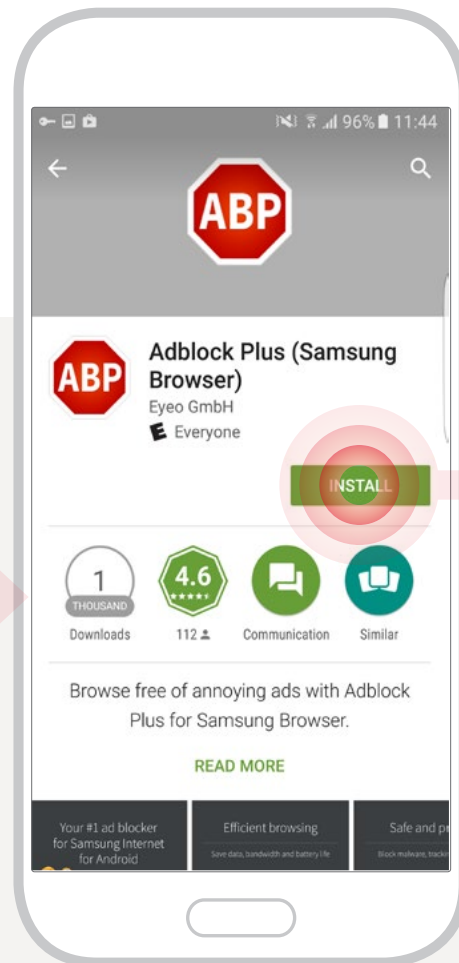 96% 11:44
ABP
ABP
Adblock Plus (Samsung
Browser)
Eyeo GmbH
E Everyone
INSTALL
1
THOUSAND
Downloads
4.6
112
Communication
Similar
Browse free of annoying ads with Adblock
Plus for Samsung Browser.
READ MORE
Your #1 ad blocker
for Samsung Internet
for Android
Efficient browsing
Save data, bandwidth and battery life
Safe and
Block malware,